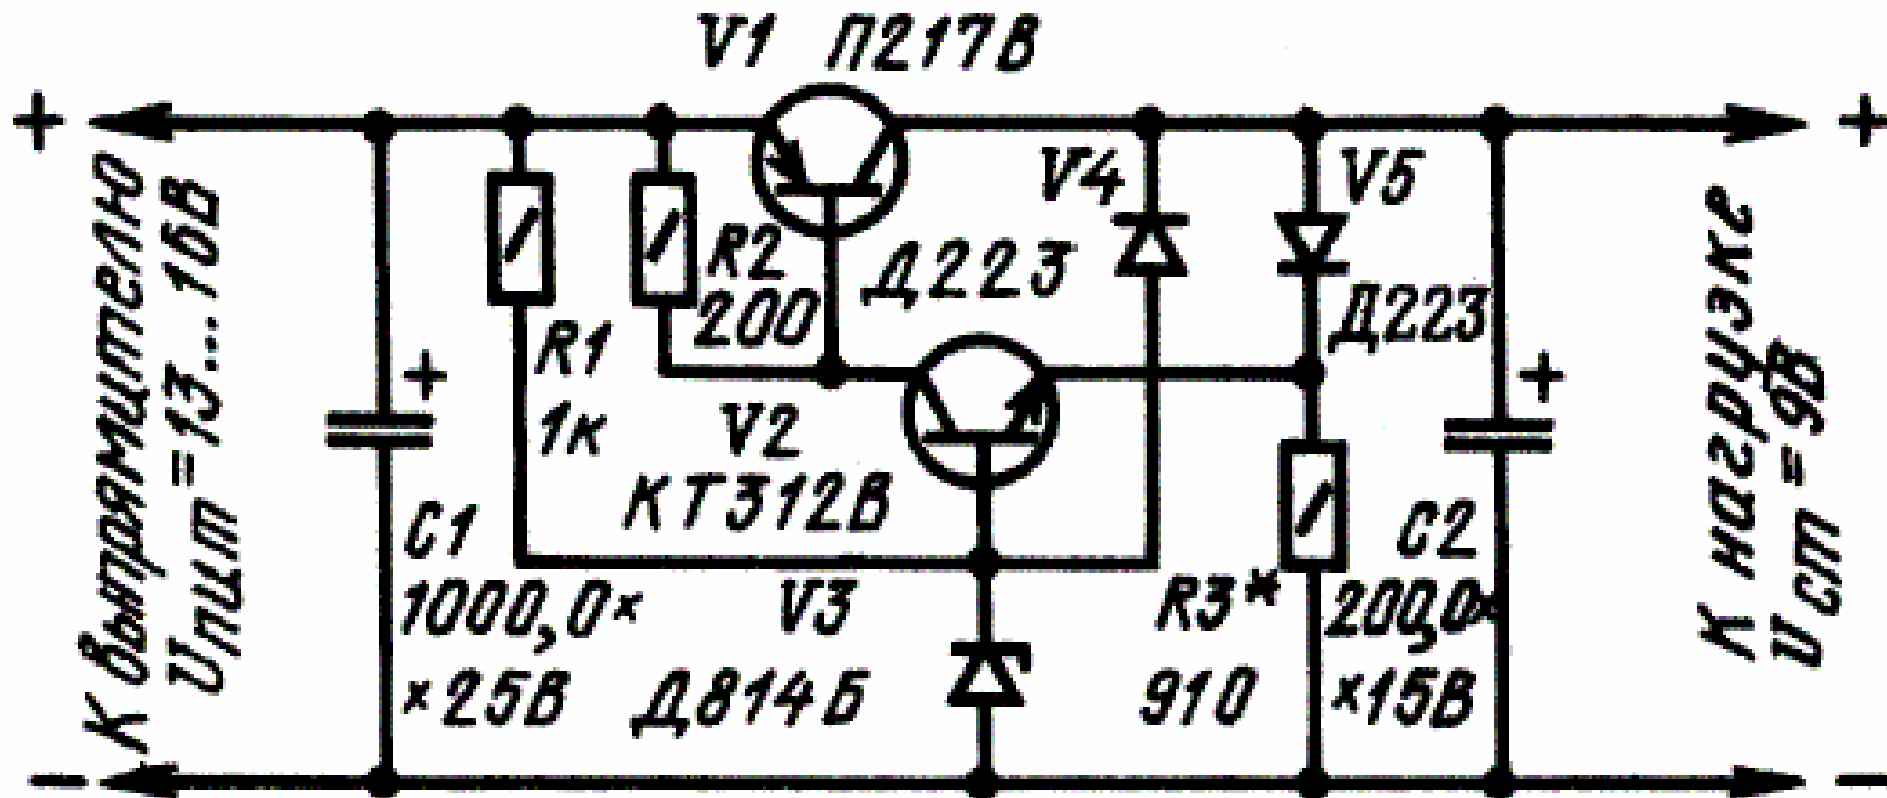 V1 П217В
+
+
К выпрямителю
Uпит=13...16В
R1
1к
R2
200
V4
Д223
V5
Д223
V2
КТ312В
+
C1
1000,0×
×25В
V3
Д814Б
R3*
910
+
C2
200,0×
×15В
К нагрузке
Uст=9В
−
−